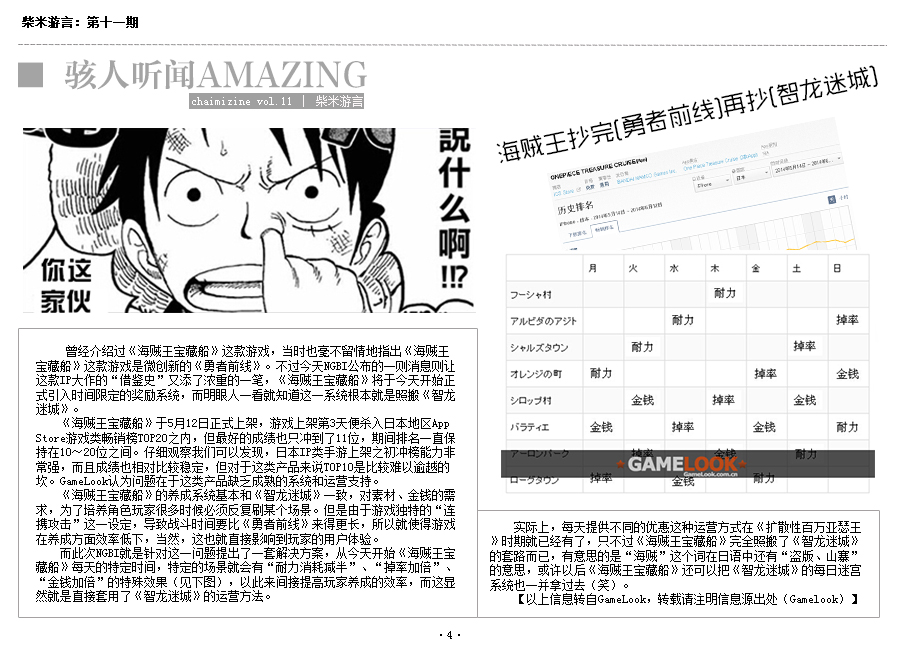 柴米游言：第十一期
骇人听闻AMAZING
chaimizine vol.11 | 柴米游言
說什么啊!!?
你这
家伙
曾经介绍过《海贼王宝藏船》这款游戏，当时也毫不留情地指出《海贼王
宝藏船》这款游戏是微创新的《勇者前线》。不过今天NGBI公布的一则消息则让
这款IP大作的“借鉴史”又添了浓重的一笔，《海贼王宝藏船》将于今天开始正
式引入时间限定的奖励系统，而明眼人一看就知道这一系统根本就是照搬《智龙
迷城》。
《海贼王宝藏船》于5月12日正式上架，游戏上架第3天便杀入日本地区App
Store游戏类畅销榜TOP20之内，但最好的成绩也只冲到了11位，期间排名一直保
持在10～20位之间。仔细观察我们可以发现，日本IP类手游上架之初冲榜能力非
常强，而且成绩也相对比较稳定，但对于这类产品来说TOP10是比较难以逾越的
坎。GameLook认为问题在于这类产品缺乏成熟的系统和运营支持。
《海贼王宝藏船》的养成系统基本和《智龙迷城》一致，对素材、金钱的需
求，为了培养角色玩家很多时候必须反复刷某个场景。但是由于游戏独特的“连
携攻击”这一设定，导致战斗时间要比《勇者前线》来得更长，所以就使得游戏
在养成方面效率低下，当然，这也就直接影响到玩家的用户体验。
而此次NGBI就是针对这一问题提出了一套解决方案，从今天开始《海贼王宝
藏船》每天的特定时间，特定的场景就会有“耐力消耗减半”、“掉率加倍”、
“金钱加倍”的特殊效果（见下图），以此来间接提高玩家养成的效率，而这显
然就是直接套用了《智龙迷城》的运营方法。
海贼王抄完[勇者前线]再抄[智龙迷城]
ONEPIECE TREASURE CRUISE
历史排名
月 火 水 木 金 土 日
フーシャ村 耐力
アルビダのアジト 耐力 掉率
シャルズタウン 耐力 掉率
オレンジの町 耐力 掉率 金钱
シロップ村 金钱 掉率 金钱
バラティエ 金钱 掉率 金钱 耐力
アーロンパーク 掉率 金钱 耐力
ローグタウン 掉率 金钱 耐力
GAMELOOK
www.GameLook.com.cn
实际上，每天提供不同的优惠这种运营方式在《扩散性百万亚瑟王
》时期就已经有了，只不过《海贼王宝藏船》完全照搬了《智龙迷城》
的套路而已，有意思的是“海贼”这个词在日语中还有“盗版、山寨”
的意思，或许以后《海贼王宝藏船》还可以把《智龙迷城》的每日迷宫
系统也一并拿过去（笑）。
【以上信息转自GameLook，转载请注明信息源出处（Gamelook）】
·4·